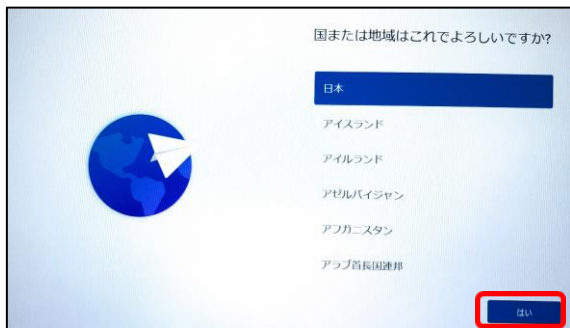 国または地域はこれでよろしいですか?
日本
アイスランド
アイルランド
アゼルバイジャン
アフガニスタン
アラブ首長国連邦
はい